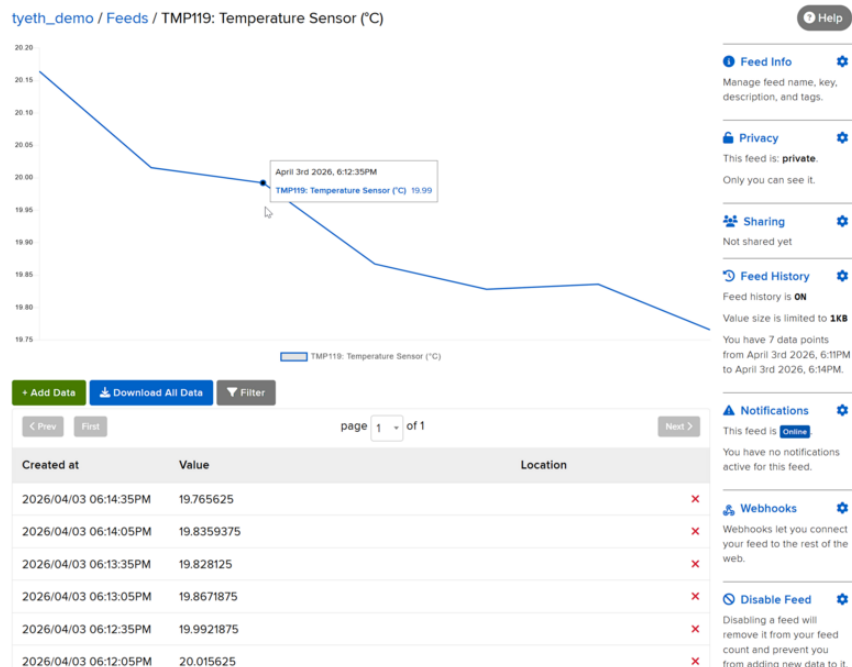 tyeth_demo / Feeds / TMP119: Temperature Sensor (°C)
Help
20.20
20.15
20.10
20.05
20.00
19.95
19.90
19.85
19.80
19.75
April 3rd 2026, 6:12:35PM
TMP119: Temperature Sensor (°C) 19.99
TMP119: Temperature Sensor (°C)
+ Add Data
Download All Data
Filter
Prev
First
page 1 of 1
Next
Created at Value Location
2026/04/03 06:14:35PM 19.765625
2026/04/03 06:14:05PM 19.8359375
2026/04/03 06:13:35PM 19.828125
2026/04/03 06:13:05PM 19.8671875
2026/04/03 06:12:35PM 19.9921875
2026/04/03 06:12:05PM 20.015625
Feed Info
Manage feed name, key,
description, and tags.
Privacy
This feed is: private.
Only you can see it.
Sharing
Not shared yet
Feed History
Feed history is ON
Value size is limited to 1KB
You have 7 data points
from April 3rd 2026, 6:11PM
to April 3rd 2026, 6:14PM.
Notifications
This feed is Online.
You have no notifications
active for this feed.
Webhooks
Webhooks let you connect
your feed to the rest of the
web.
Disable Feed
Disabling a feed will
remove it from your feed
count and prevent you
from adding new data to it.